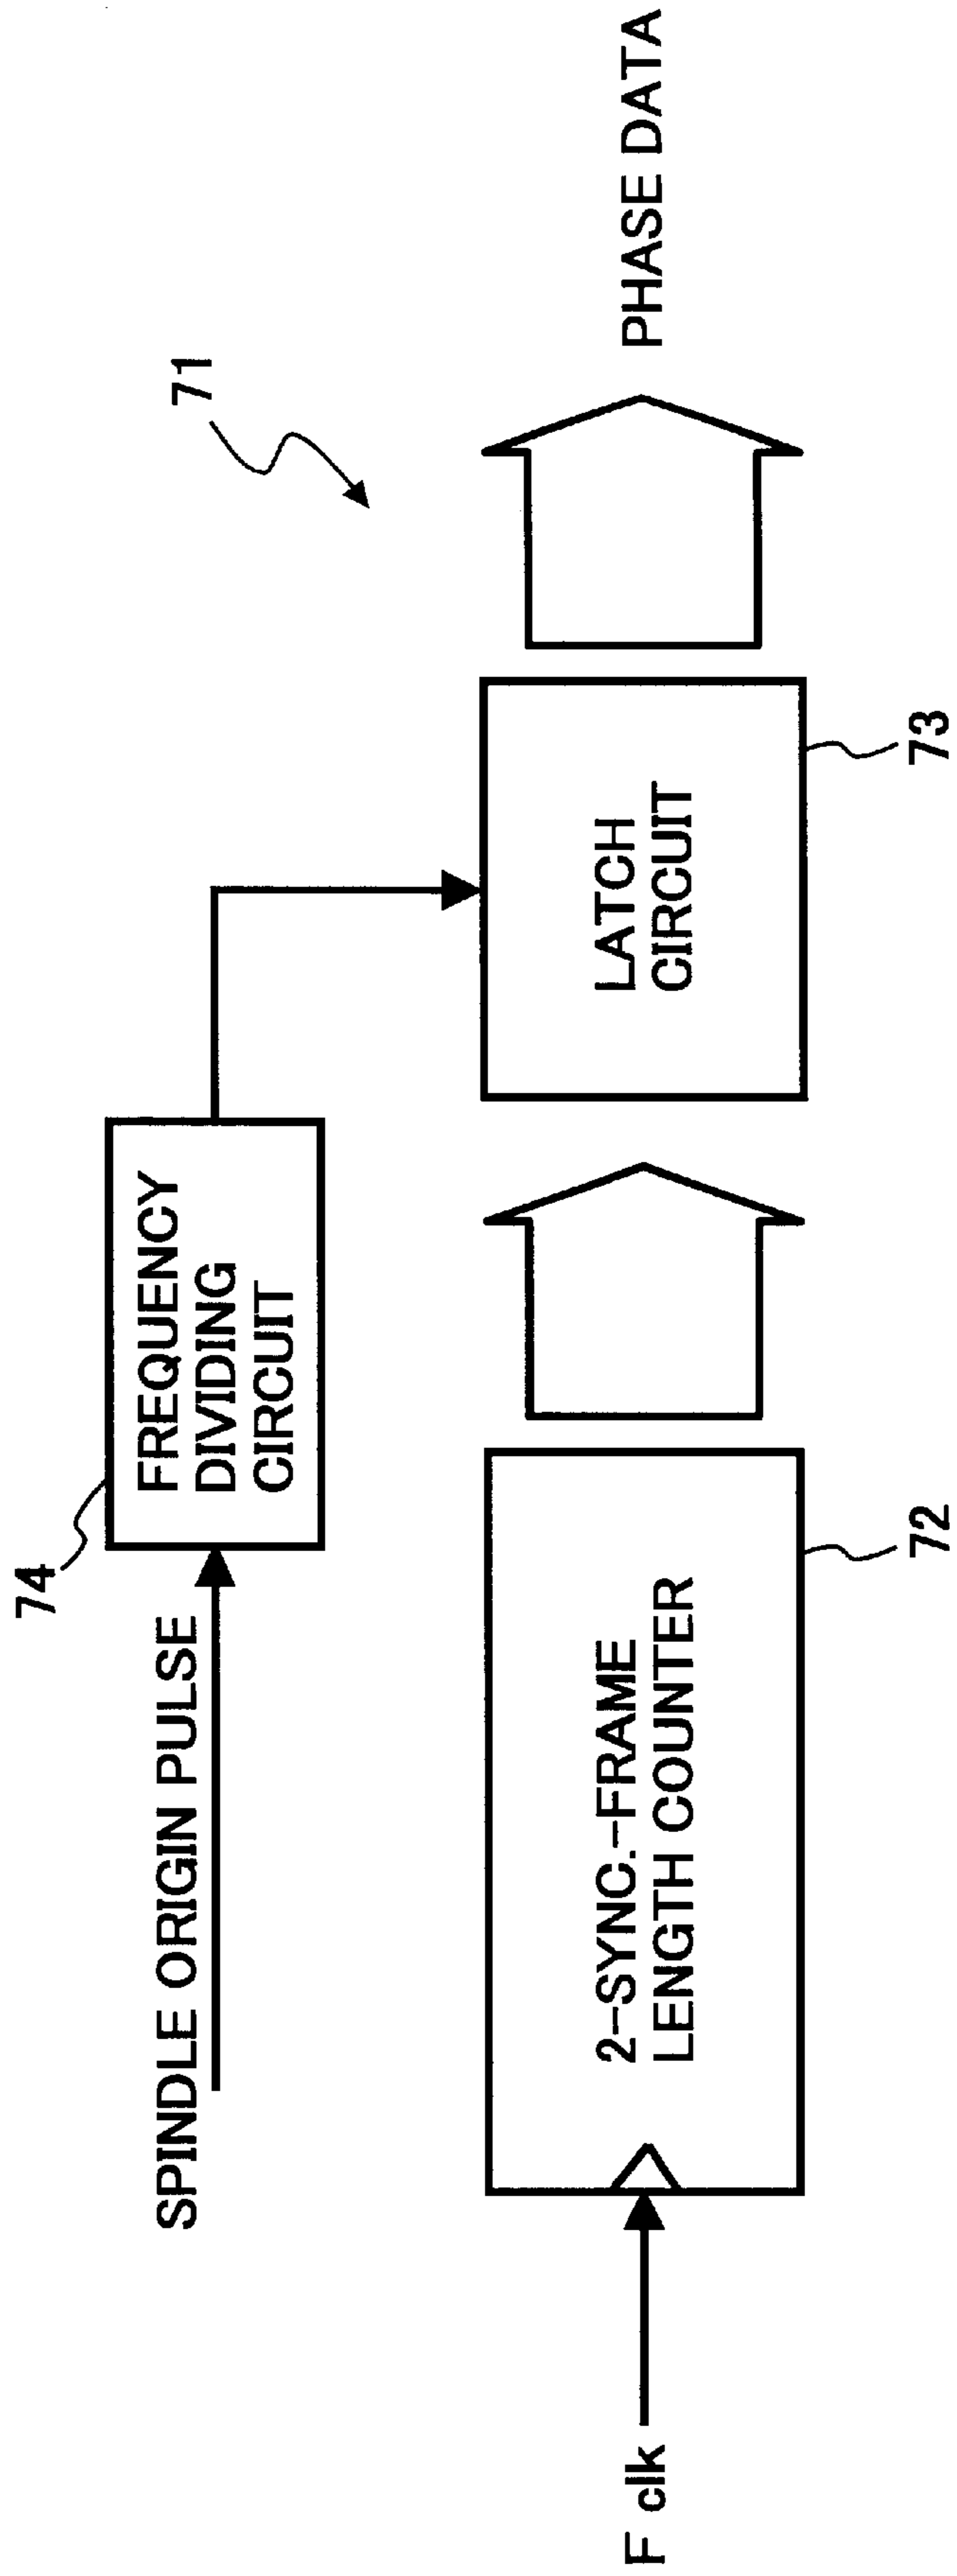 71
74
SPINDLE ORIGIN PULSE
FREQUENCY
DIVIDING
CIRCUIT
F clk
2-SYNC.-FRAME
LENGTH COUNTER
72
LATCH
CIRCUIT
73
PHASE DATA